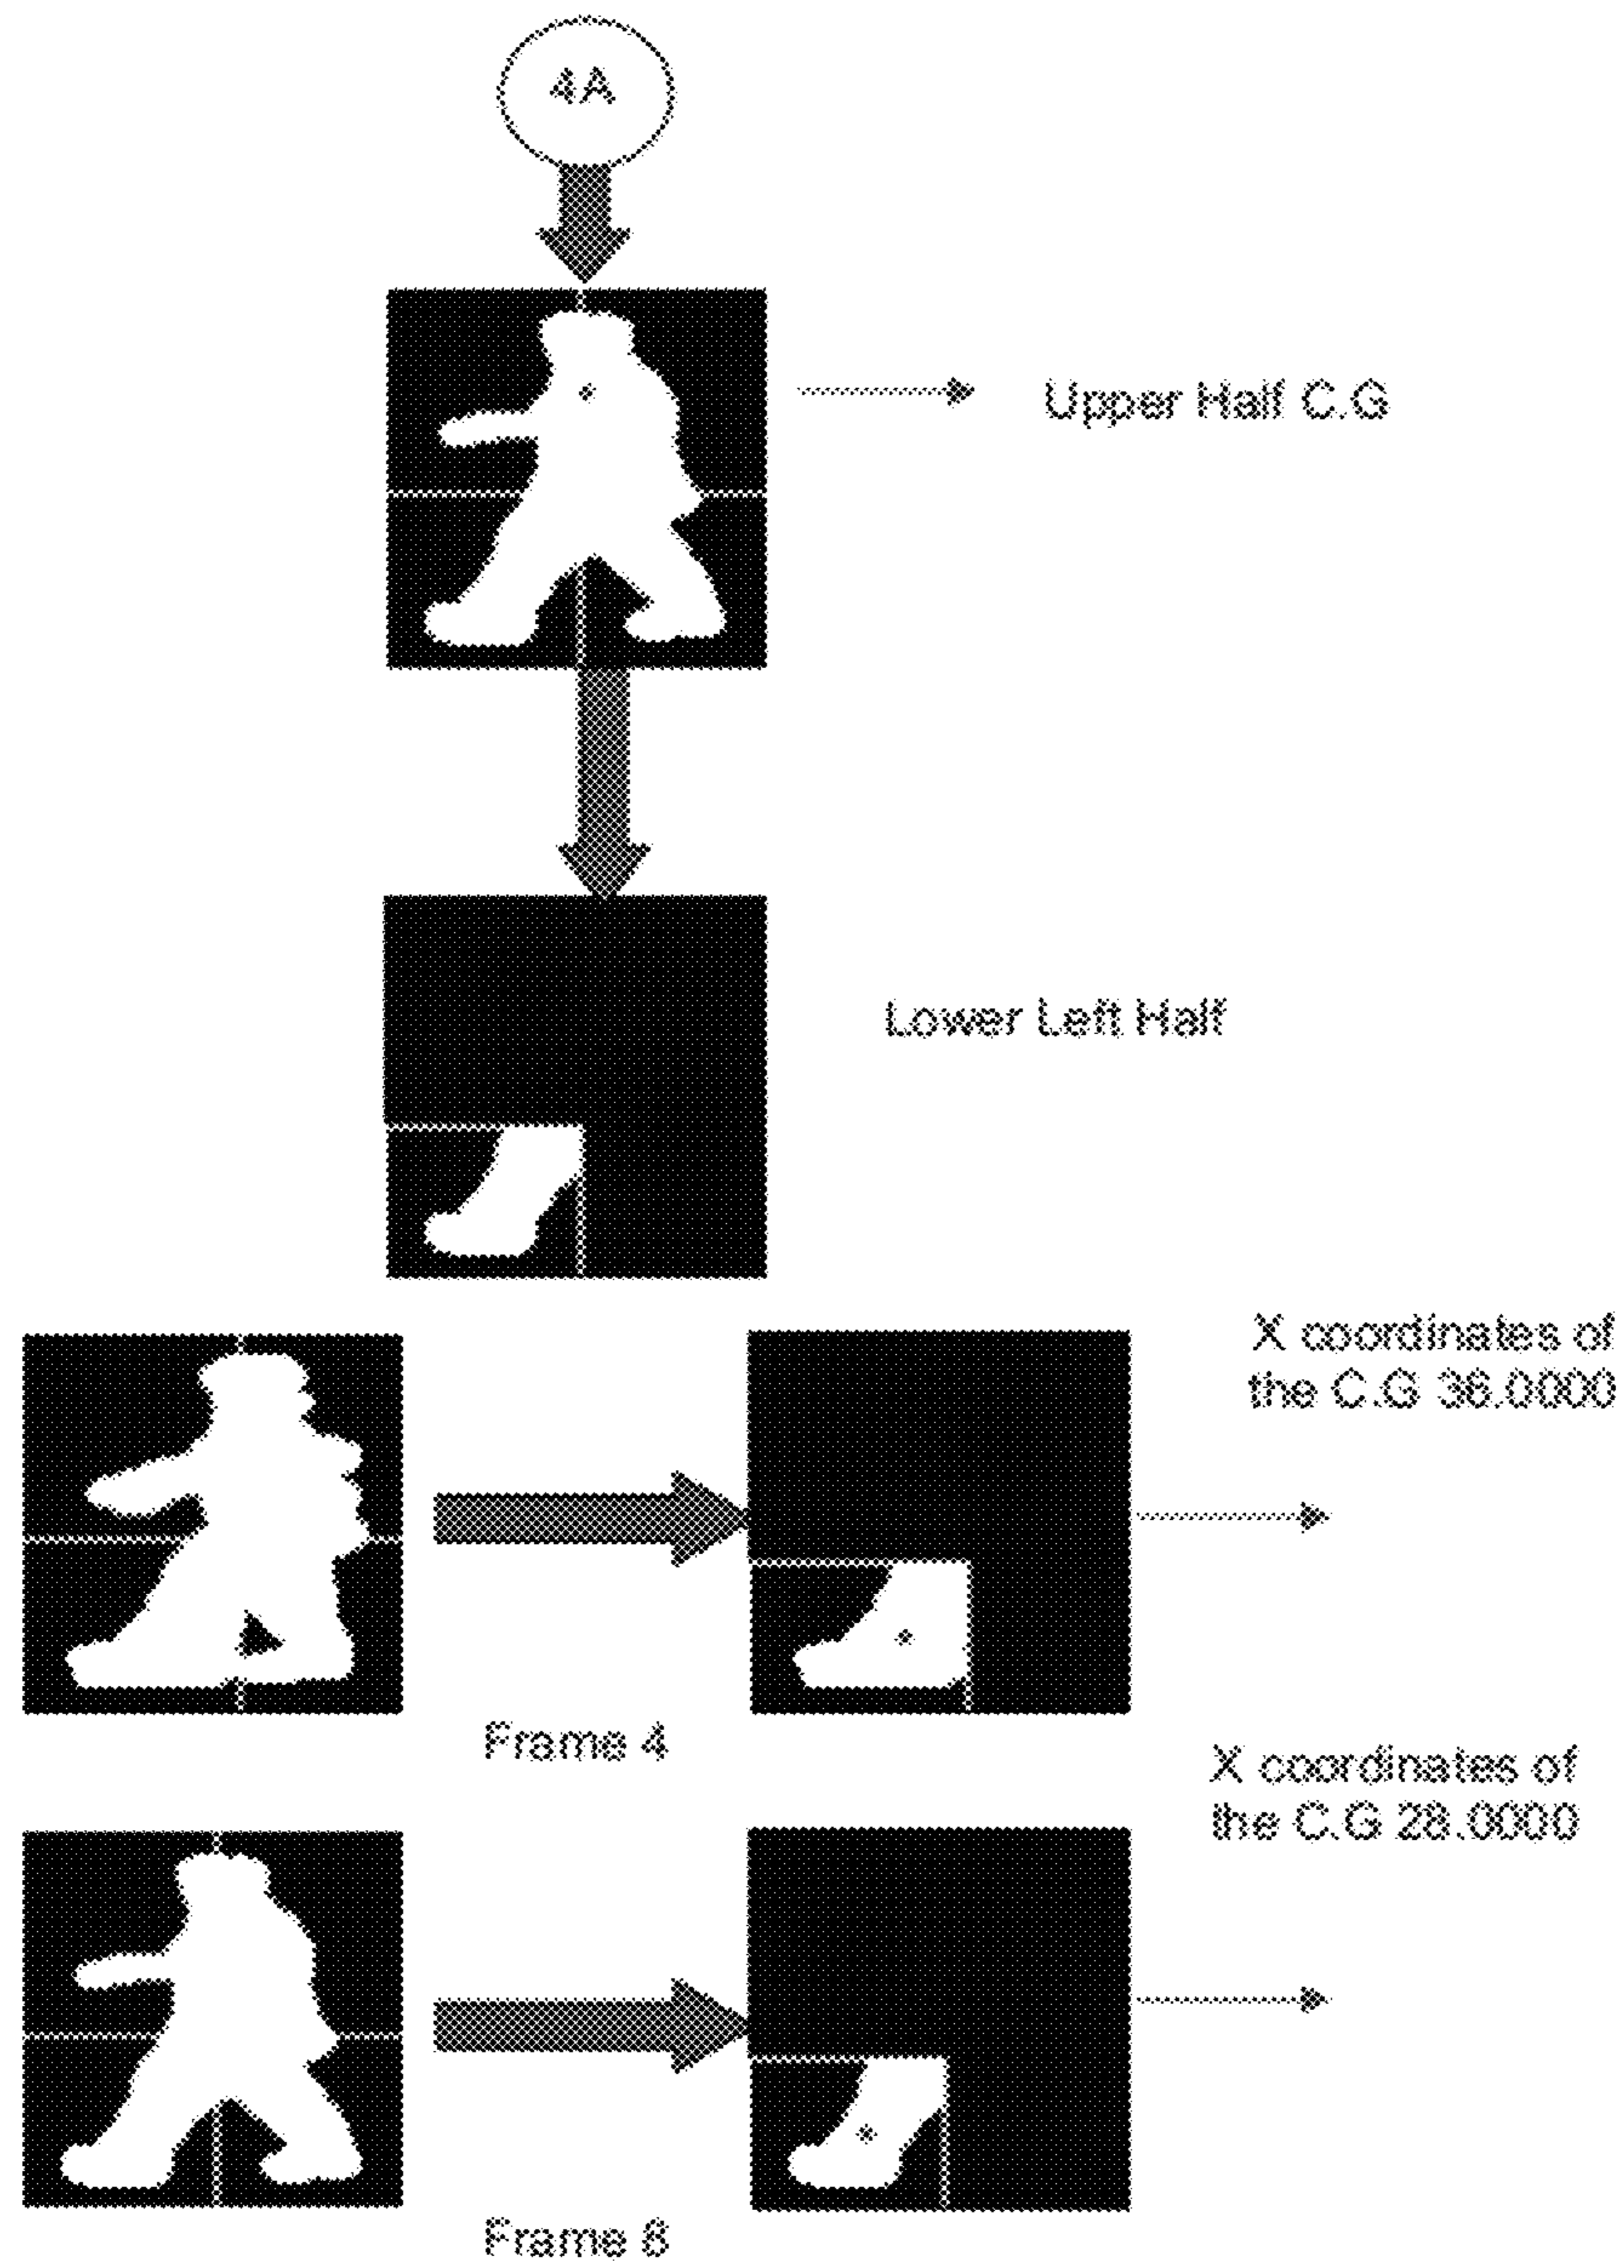 4A
Upper Half C.G
Lower Left Half
X coordinates of
the C.G 36.0000
Frame 4
X coordinates of
the C.G 28.0000
Frame 6